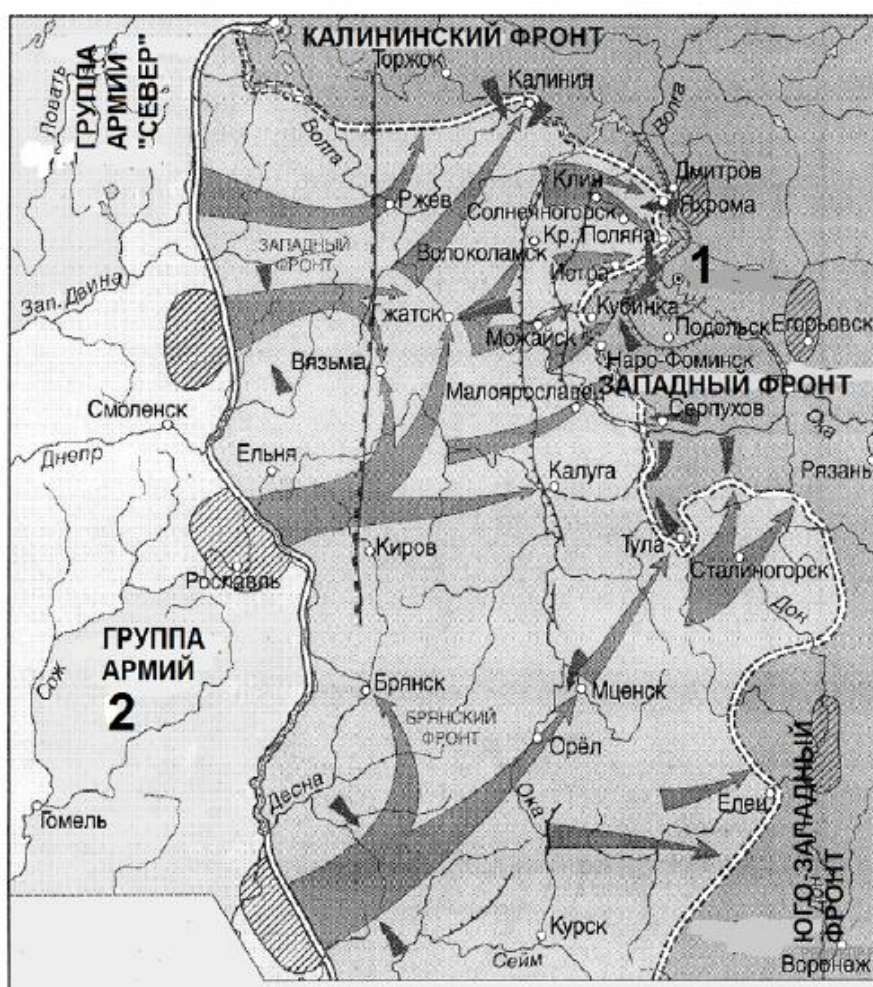 КАЛИНИНСКИЙ ФРОНТ
Торжок
ГРУППА
АРМИЙ
"СЕВЕР"
Ловать
Калинин
Волга
Волга
Дмитров
Клин
Яхрома
Ржев
Солнечногорск
Кр. Поляна
ЗАПАДНЫЙ
ФРОНТ
Волоколамск
Истра
1
Зап. Двина
жатск
Кубинка
Можайск
Подольск
Егорьевск
Наро-Фоминск
Вязьма
Малоярославец
ЗАПАДНЫЙ ФРОНТ
Серпухов
Смоленск
Ока
Днепр
Ельня
Калуга
Рязань
Тула
Киров
Сталиногорск
Рославль
Дон
ГРУППА
АРМИЙ
2
Сож
Брянск
Мценск
БРЯНСКИЙ
ФРОНТ
Орёл
Десна
Ока
Елец
Гомель
ЮГО-ЗАПАДНЫЙ
ФРОНТ
Дон
Курск
Сейм
Воронеж